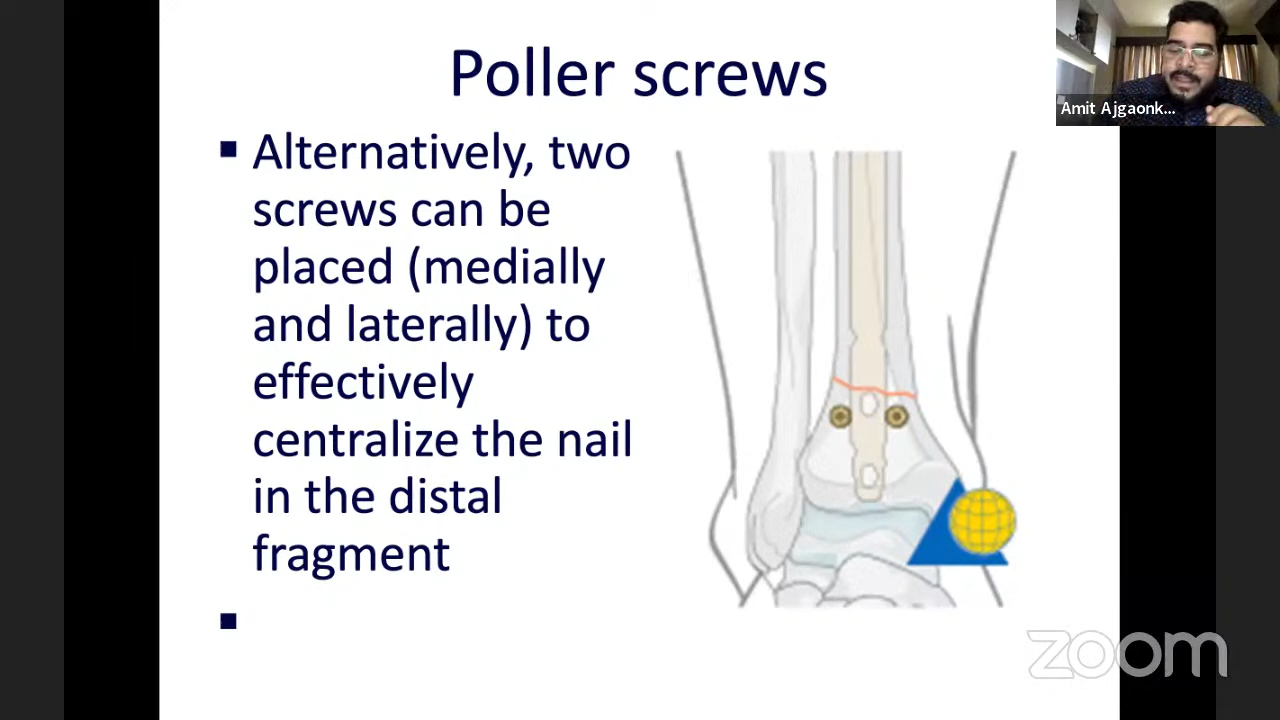 Poller screws
Amit Ajgaonk...
▪ Alternatively, two
screws can be
placed (medially
and laterally) to
effectively
centralize the nail
in the distal
fragment
▪
zoom